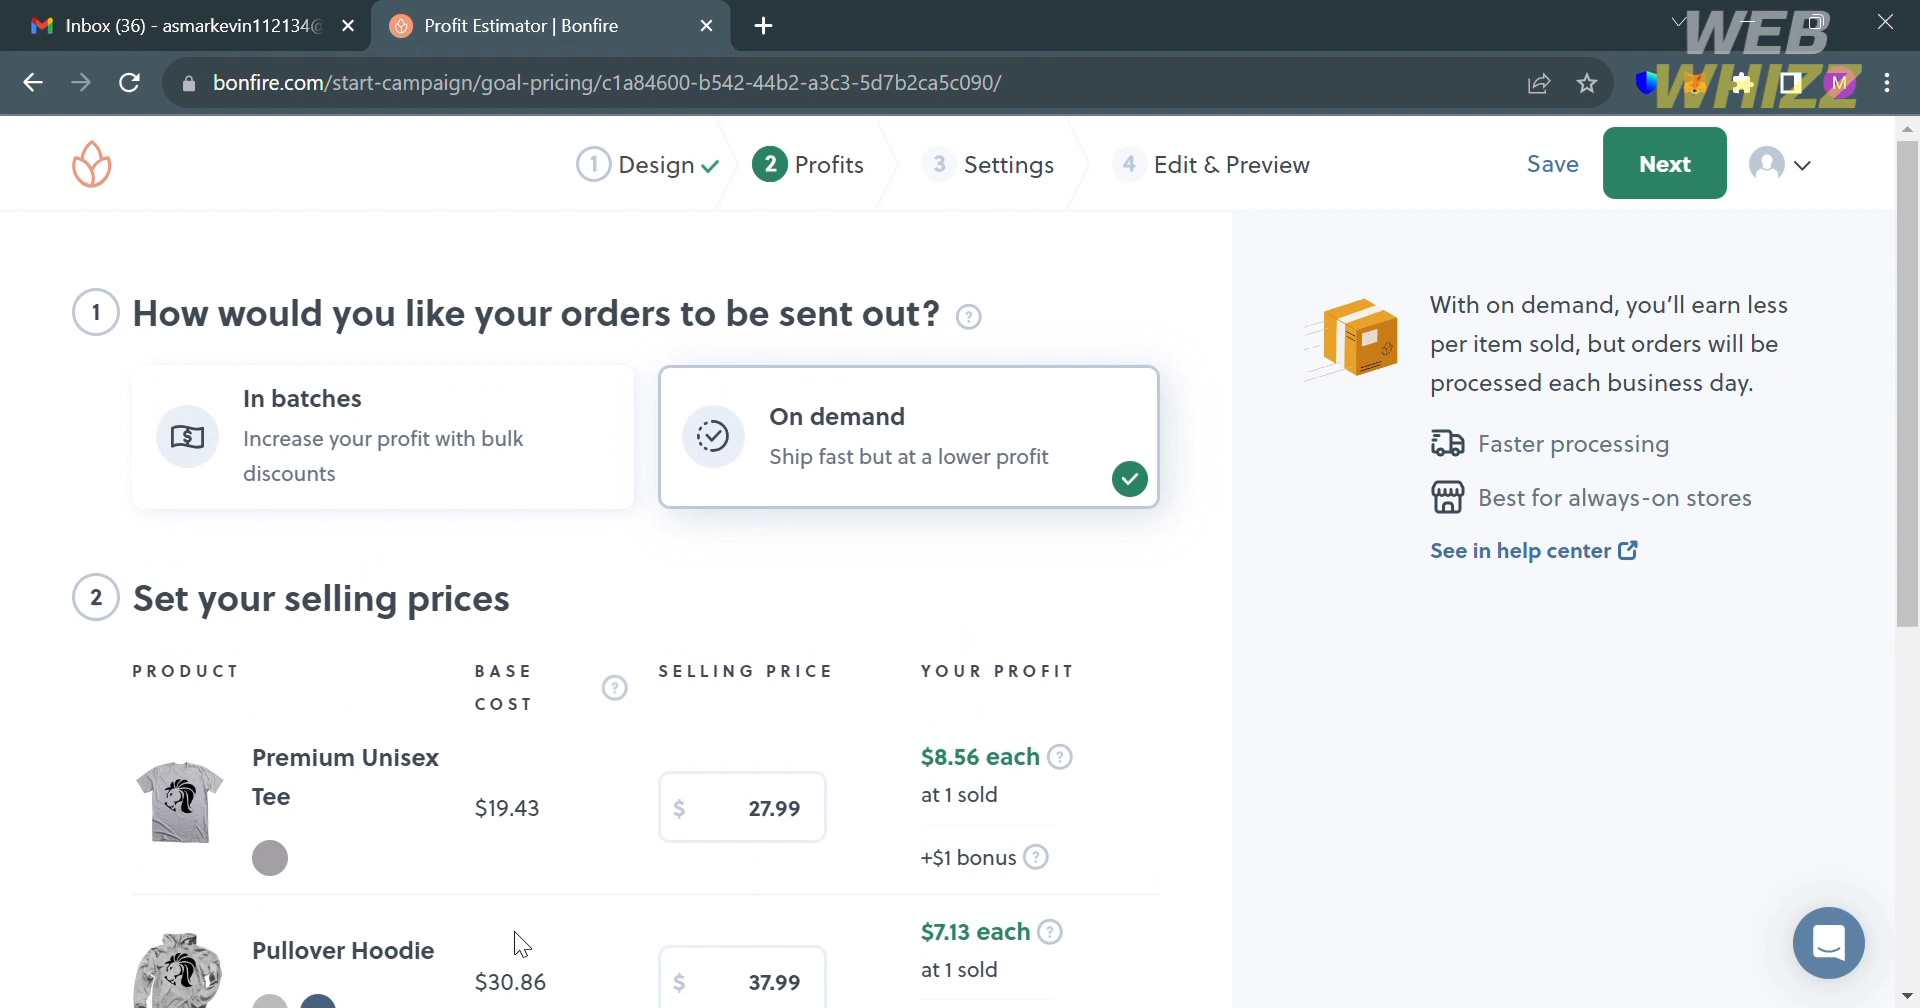 Inbox (36) - asmarkevin112134@
Profit Estimator | Bonfire
WEB
WHIZZ
bonfire.com/start-campaign/goal-pricing/c1a84600-b542-44b2-a3c3-5d7b2ca5c090/
M
1 Design
2 Profits
3 Settings
4 Edit & Preview
Save
Next
1 How would you like your orders to be sent out? ?
In batches
Increase your profit with bulk
discounts
On demand
Ship fast but at a lower profit
With on demand, you’ll earn less
per item sold, but orders will be
processed each business day.
Faster processing
Best for always-on stores
See in help center
2 Set your selling prices
PRODUCT
BASE
COST
?
SELLING PRICE
YOUR PROFIT
Premium Unisex
Tee
$19.43
$ 27.99
$8.56 each ?
at 1 sold
+$1 bonus ?
Pullover Hoodie
$30.86
$ 37.99
$7.13 each ?
at 1 sold